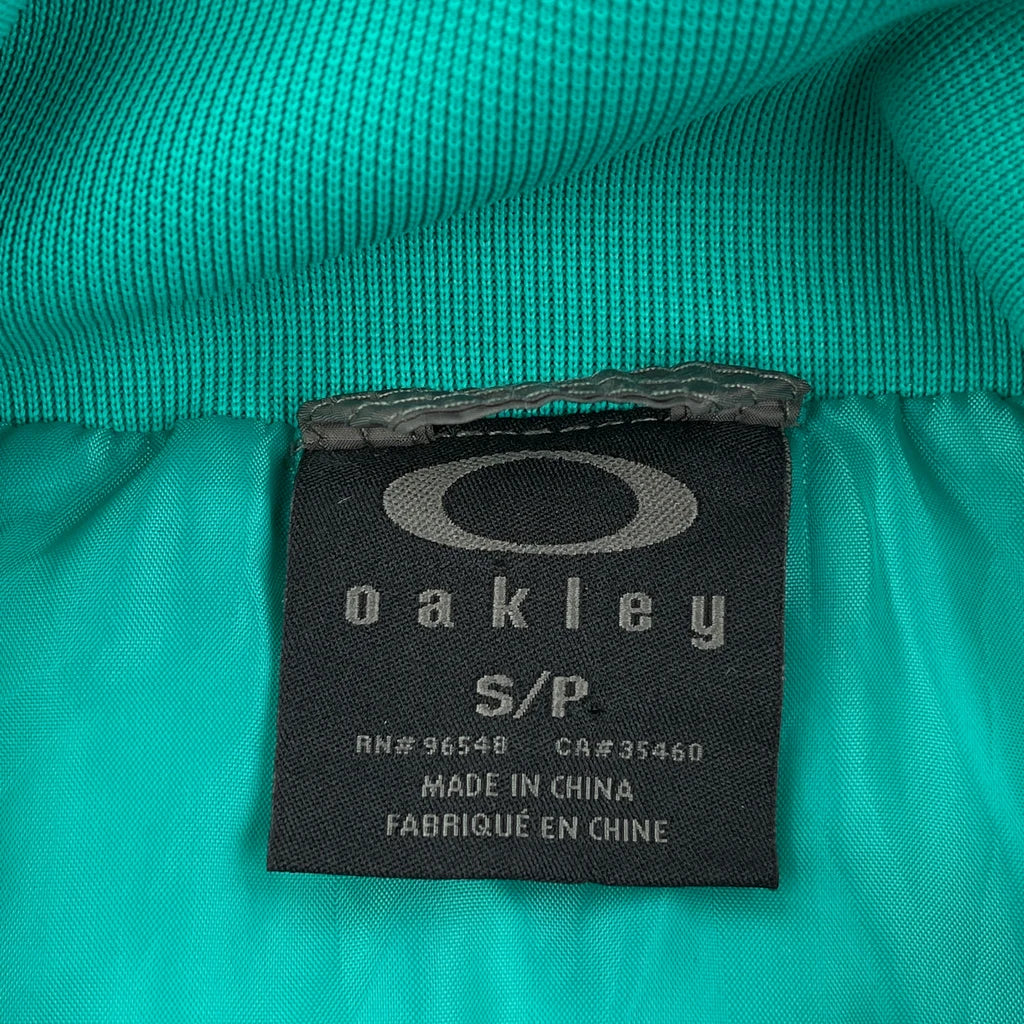 oakley
S/P
RN# 96548 CA# 35460
MADE IN CHINA
FABRIQUÉ EN CHINE